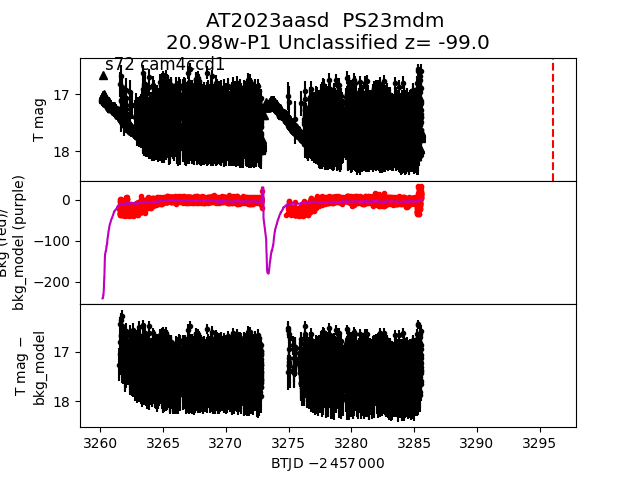 AT2023aasd PS23mdm
20.98w-P1 Unclassified z= -99.0
s72 cam4ccd1
17
18
T mag
0
−100
−200
Bkg (red)/
bkg_model (purple)
17
18
T mag −
bkg_model
3260 3265 3270 3275 3280 3285 3290 3295
BTJD −2 457 000